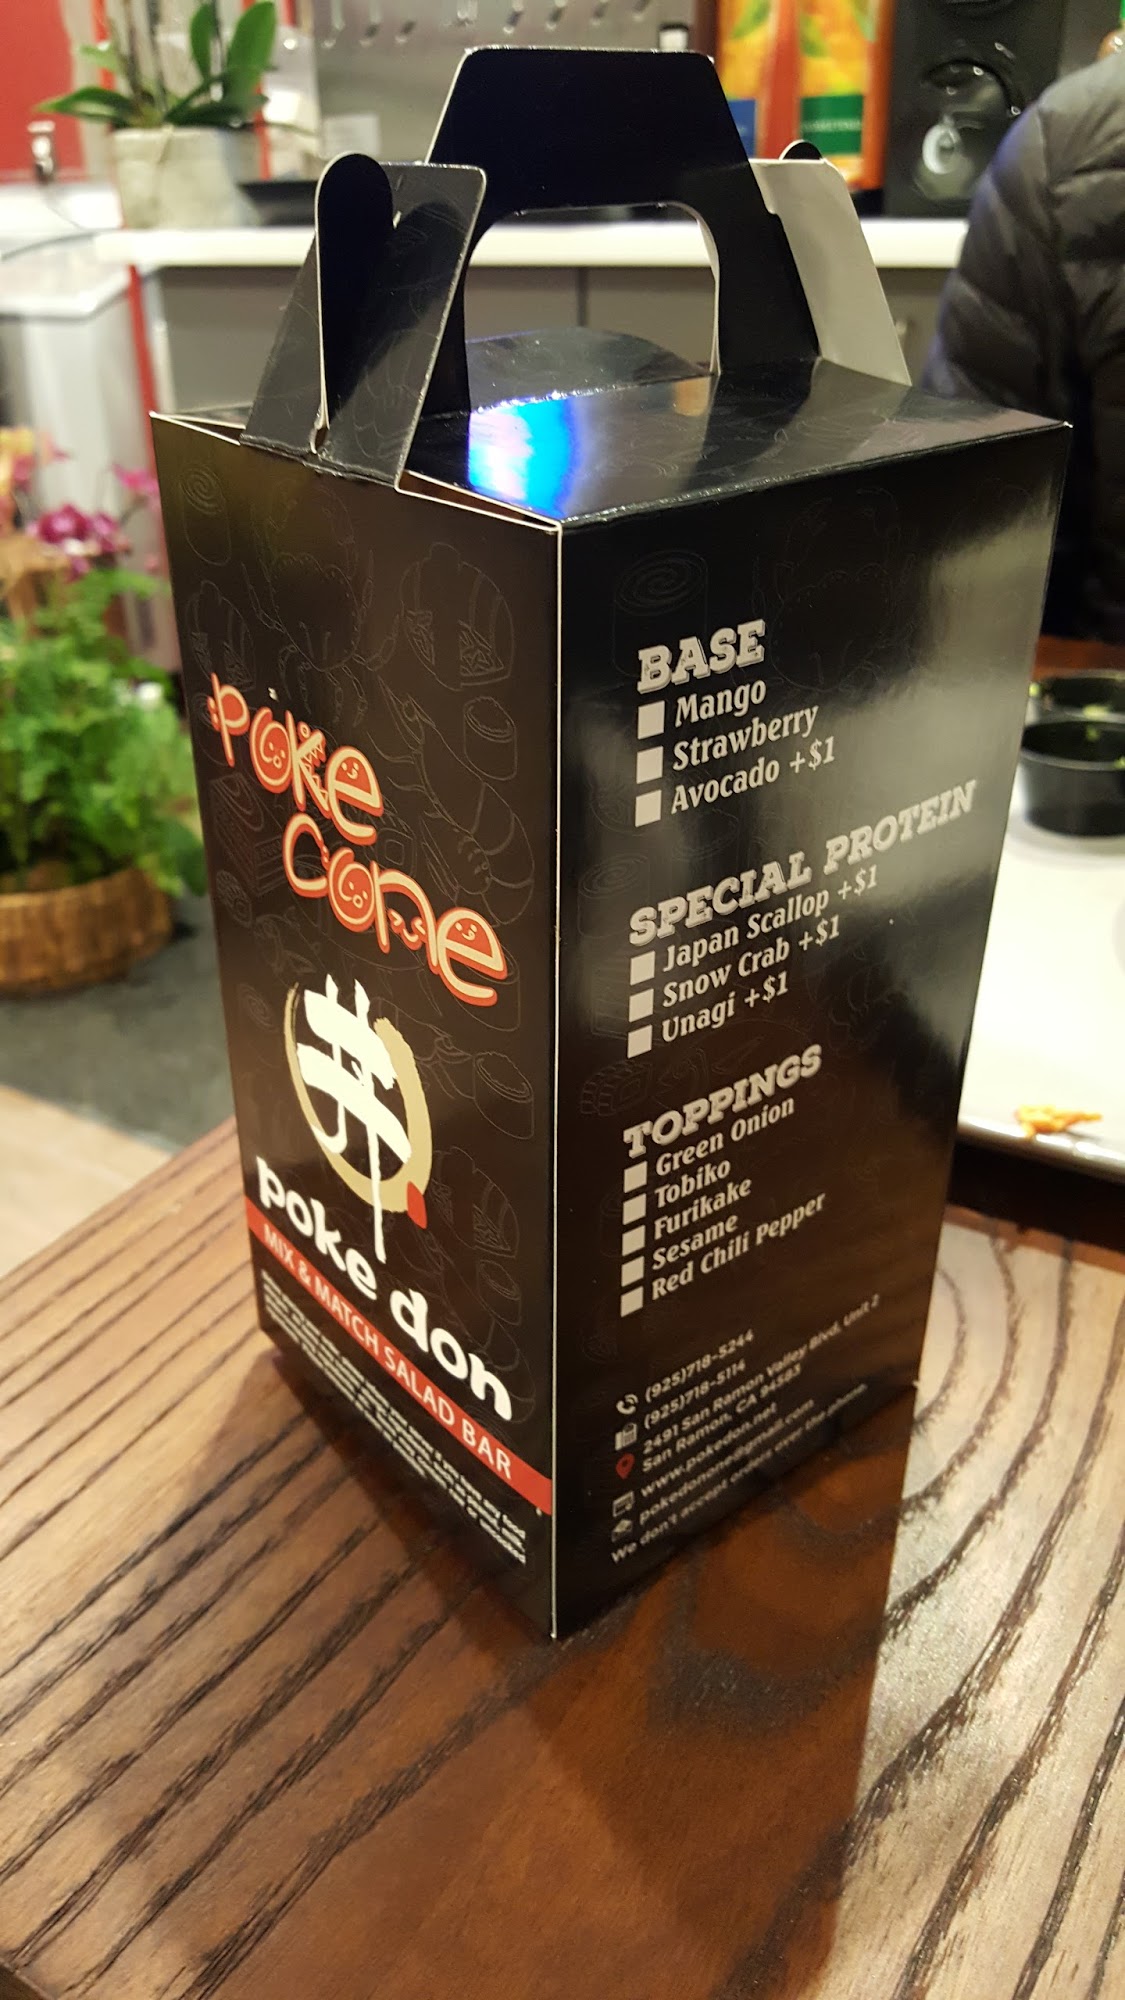 poke
cone
丼
poke don
MIX & MATCH SALAD BAR
BASE
Mango
Strawberry
Avocado +$1
SPECIAL PROTEIN
Japan Scallop +$1
Snow Crab +$1
Unagi +$1
TOPPINGS
Green Onion
Tobiko
Furikake
Sesame
Red Chili Pepper
(925)718-5244
(925)718-5114
2491 San Ramon Valley Blvd, Unit 2
San Ramon, CA 94583
www.pokedon.net
pokedonone@gmail.com
We don't accept orders over the phone.